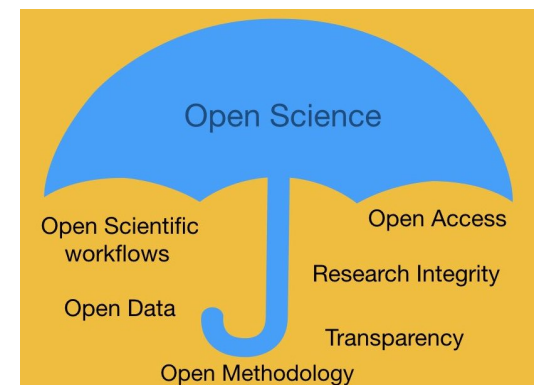 Open Science
Open Scientific
workflows
Open Access
Research Integrity
Open Data
Transparency
Open Methodology